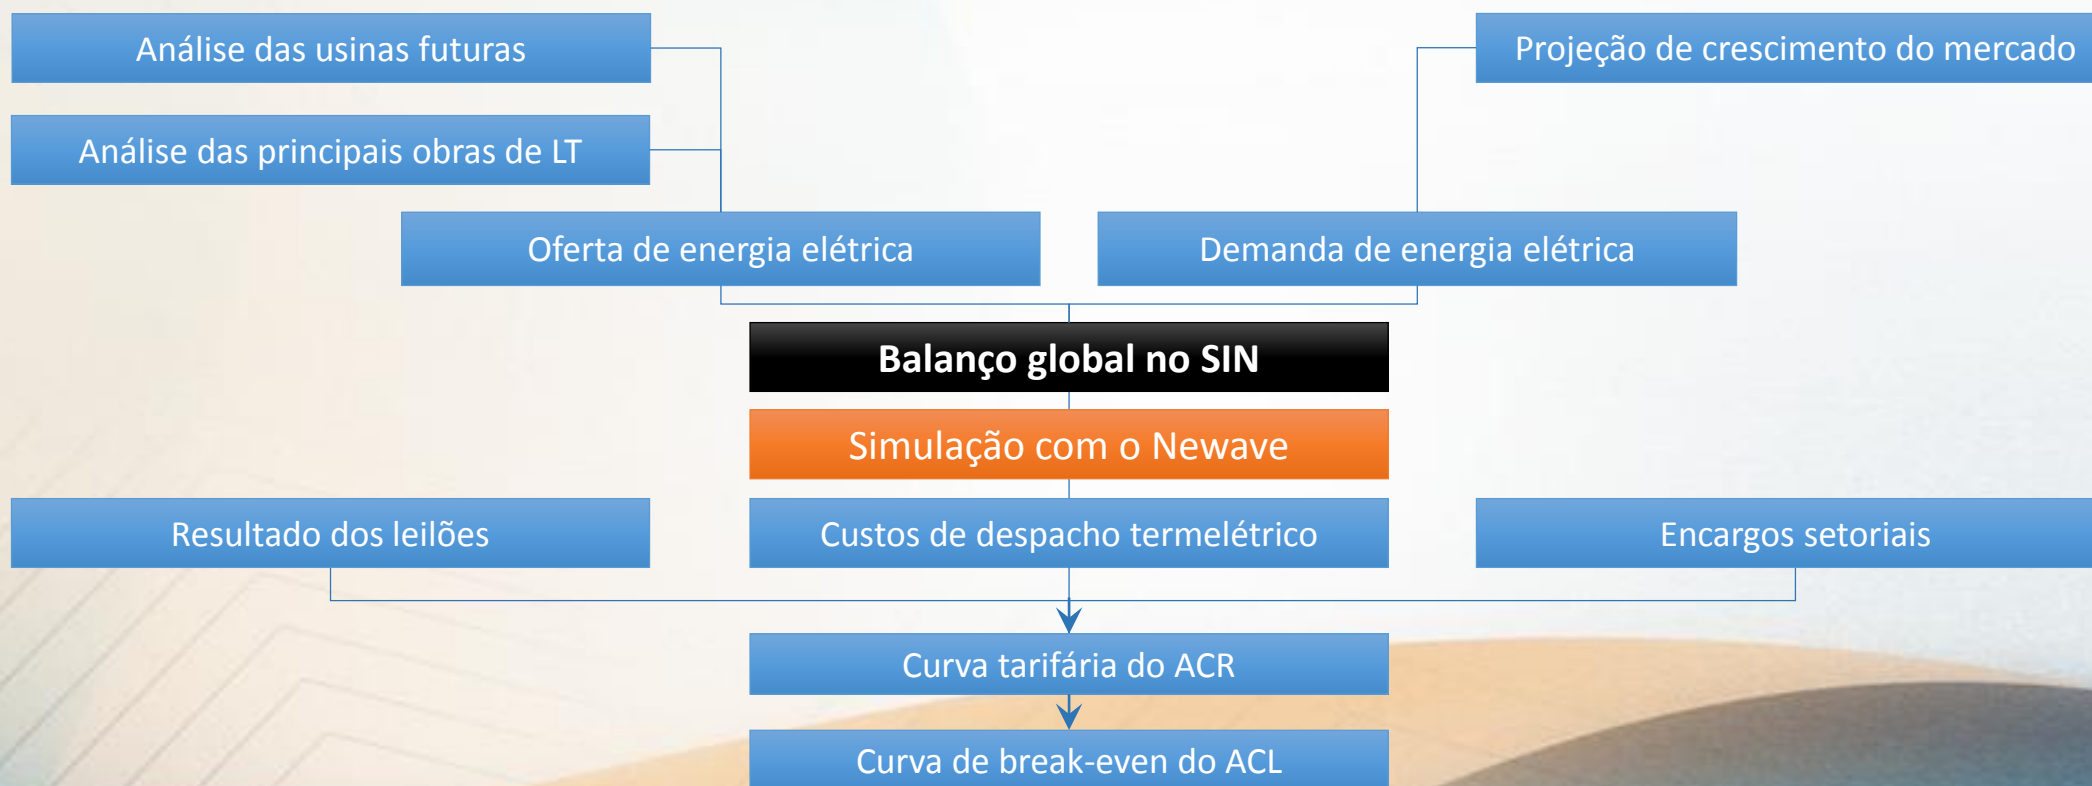 Análise das usinas futuras
Projeção de crescimento do mercado
Análise das principais obras de LT
Oferta de energia elétrica
Demanda de energia elétrica
Balanço global no SIN
Simulação com o Newave
Resultado dos leilões
Custos de despacho termelétrico
Encargos setoriais
Curva tarifária do ACR
Curva de break-even do ACL